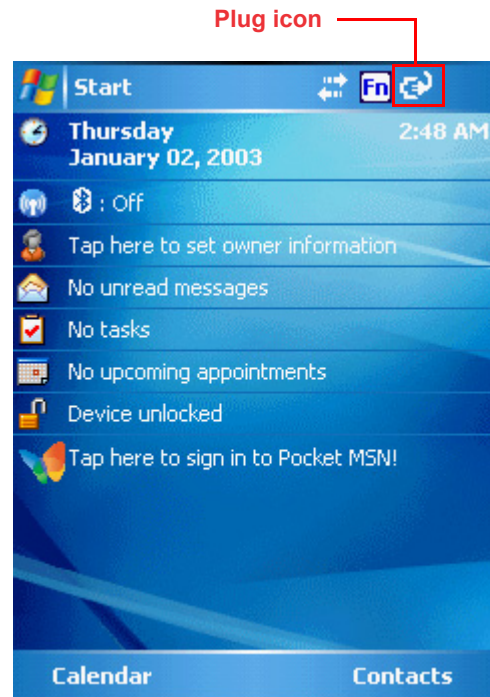 Plug icon
Start Fn
Thursday 2:48 AM
January 02, 2003
: Off
Tap here to set owner information
No unread messages
No tasks
No upcoming appointments
Device unlocked
Tap here to sign in to Pocket MSN!
Calendar Contacts